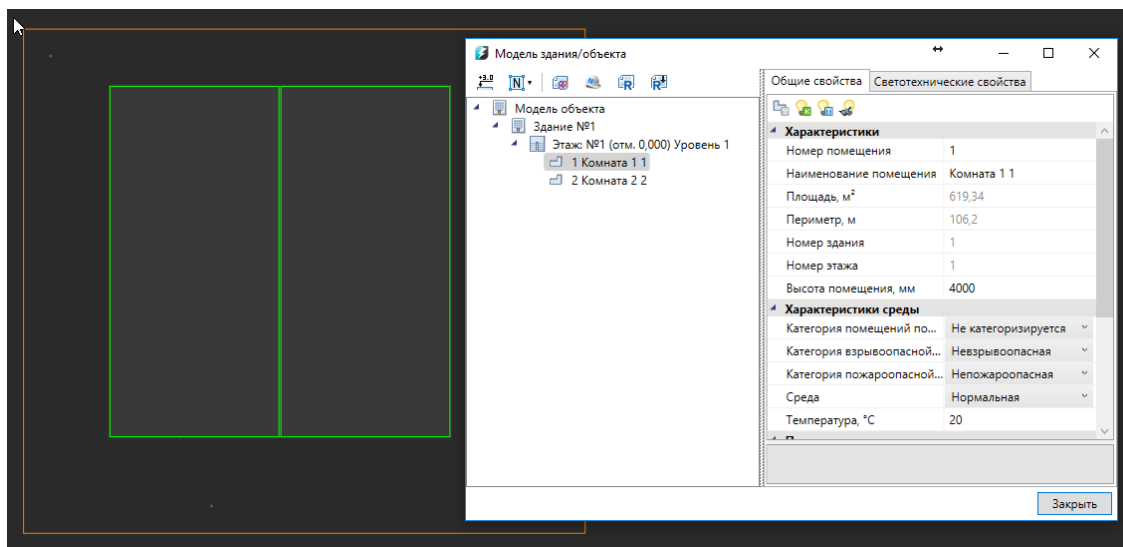 Модель здания/объекта
Модель объекта
Здание №1
Этаж: №1 (отм. 0,000) Уровень 1
1 Комната 1 1
2 Комната 2 2
Общие свойства Светотехнические свойства
Характеристики
Номер помещения 1
Наименование помещения Комната 1 1
Площадь, м² 619,34
Периметр, м 106,2
Номер здания 1
Номер этажа 1
Высота помещения, мм 4000
Характеристики среды
Категория помещений по... Не категоризируется
Категория взрывоопасной... Невзрывоопасная
Категория пожароопасной... Непожароопасная
Среда Нормальная
Температура, °C 20
Закрыть